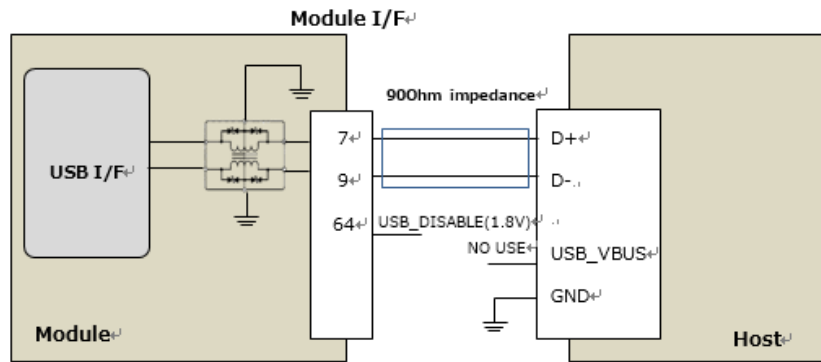 Module I/F
90Ohm impedance
USB I/F
7
D+
9
D-
64
USB_DISABLE(1.8V)
NO USE
USB_VBUS
GND
Module
Host